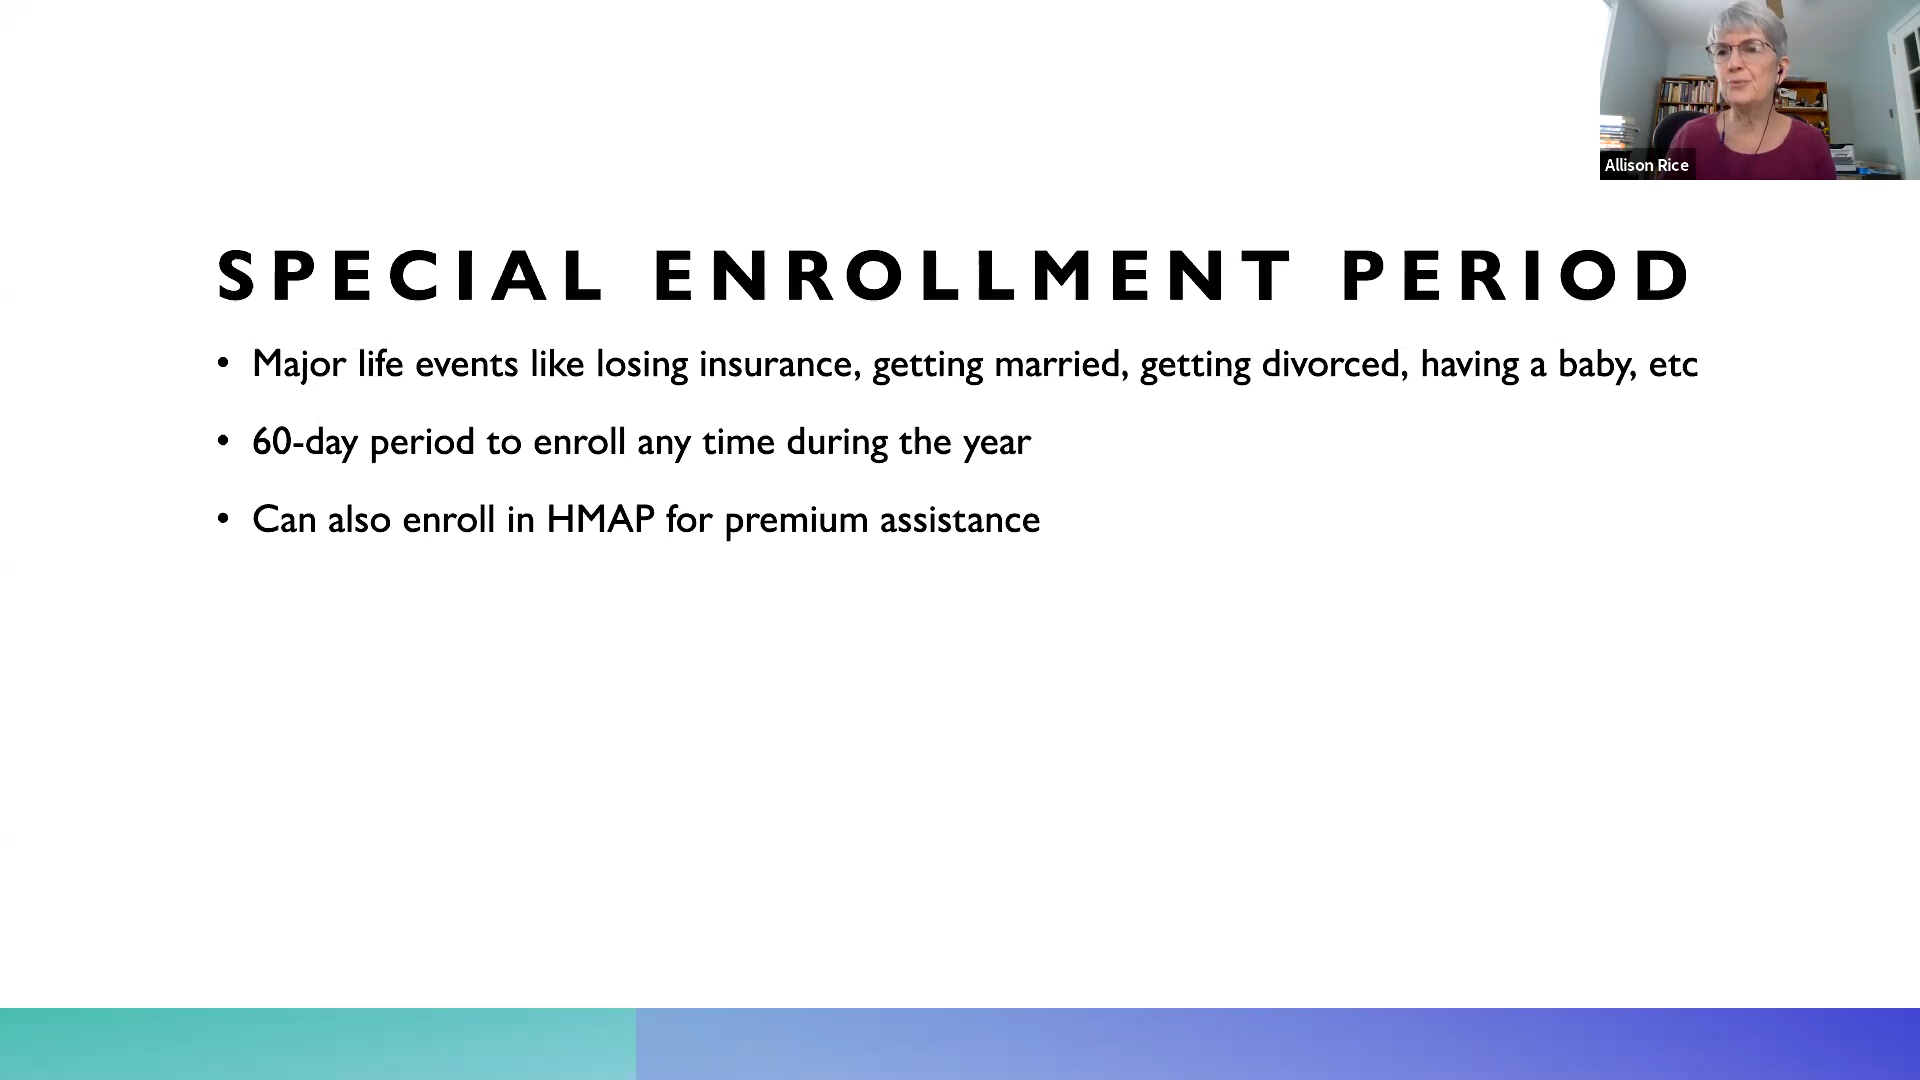 Allison Rice
SPECIAL ENROLLMENT PERIOD
• Major life events like losing insurance, getting married, getting divorced, having a baby, etc
• 60-day period to enroll any time during the year
• Can also enroll in HMAP for premium assistance